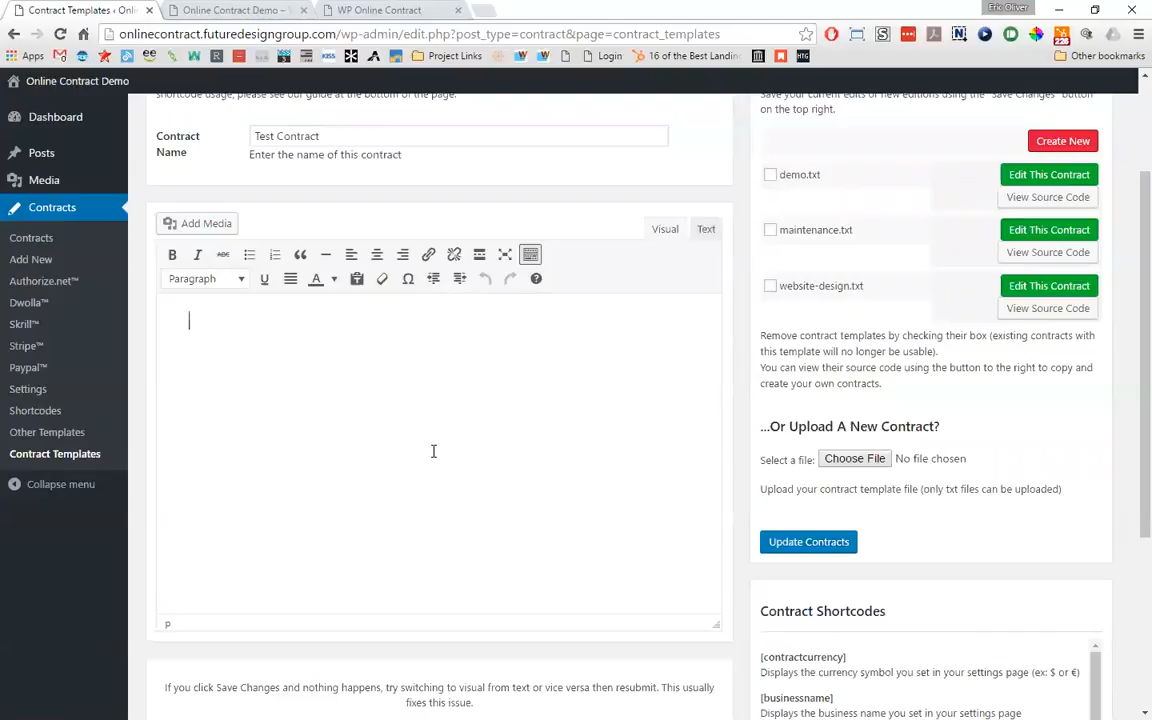 Contract Templates ‹ Onli
Online Contract Demo –
WP Online Contract
Eric Oliver
onlinecontract.futuredesigngroup.com/wp-admin/edit.php?post_type=contract&page=contract_templates
Apps
Project Links
Login
16 of the Best Landin
Other bookmarks
Online Contract Demo
Dashboard
Posts
Media
Contracts
Contracts
Add New
Authorize.net™
Dwolla™
Skrill™
Stripe™
Paypal™
Settings
Shortcodes
Other Templates
Contract Templates
Collapse menu
shortcode usage, please see our guide at the bottom of the page.
Contract
Name
Test Contract
Enter the name of this contract
Add Media
Visual
Text
Paragraph
p
If you click Save Changes and nothing happens, try switching to visual from text or vice versa then resubmit. This usually
fixes this issue.
Save your current edits or new editions using the "Save Changes" button
on the top right.
Create New
demo.txt
Edit This Contract
View Source Code
maintenance.txt
Edit This Contract
View Source Code
website-design.txt
Edit This Contract
View Source Code
Remove contract templates by checking their box (existing contracts with
this template will no longer be usable).
You can view their source code using the button to the right to copy and
create your own contracts.
...Or Upload A New Contract?
Select a file: Choose File No file chosen
Upload your contract template file (only txt files can be uploaded)
Update Contracts
Contract Shortcodes
[contractcurrency]
Displays the currency symbol you set in your settings page (ex: $ or €)
[businessname]
Displays the business name you set in your settings page